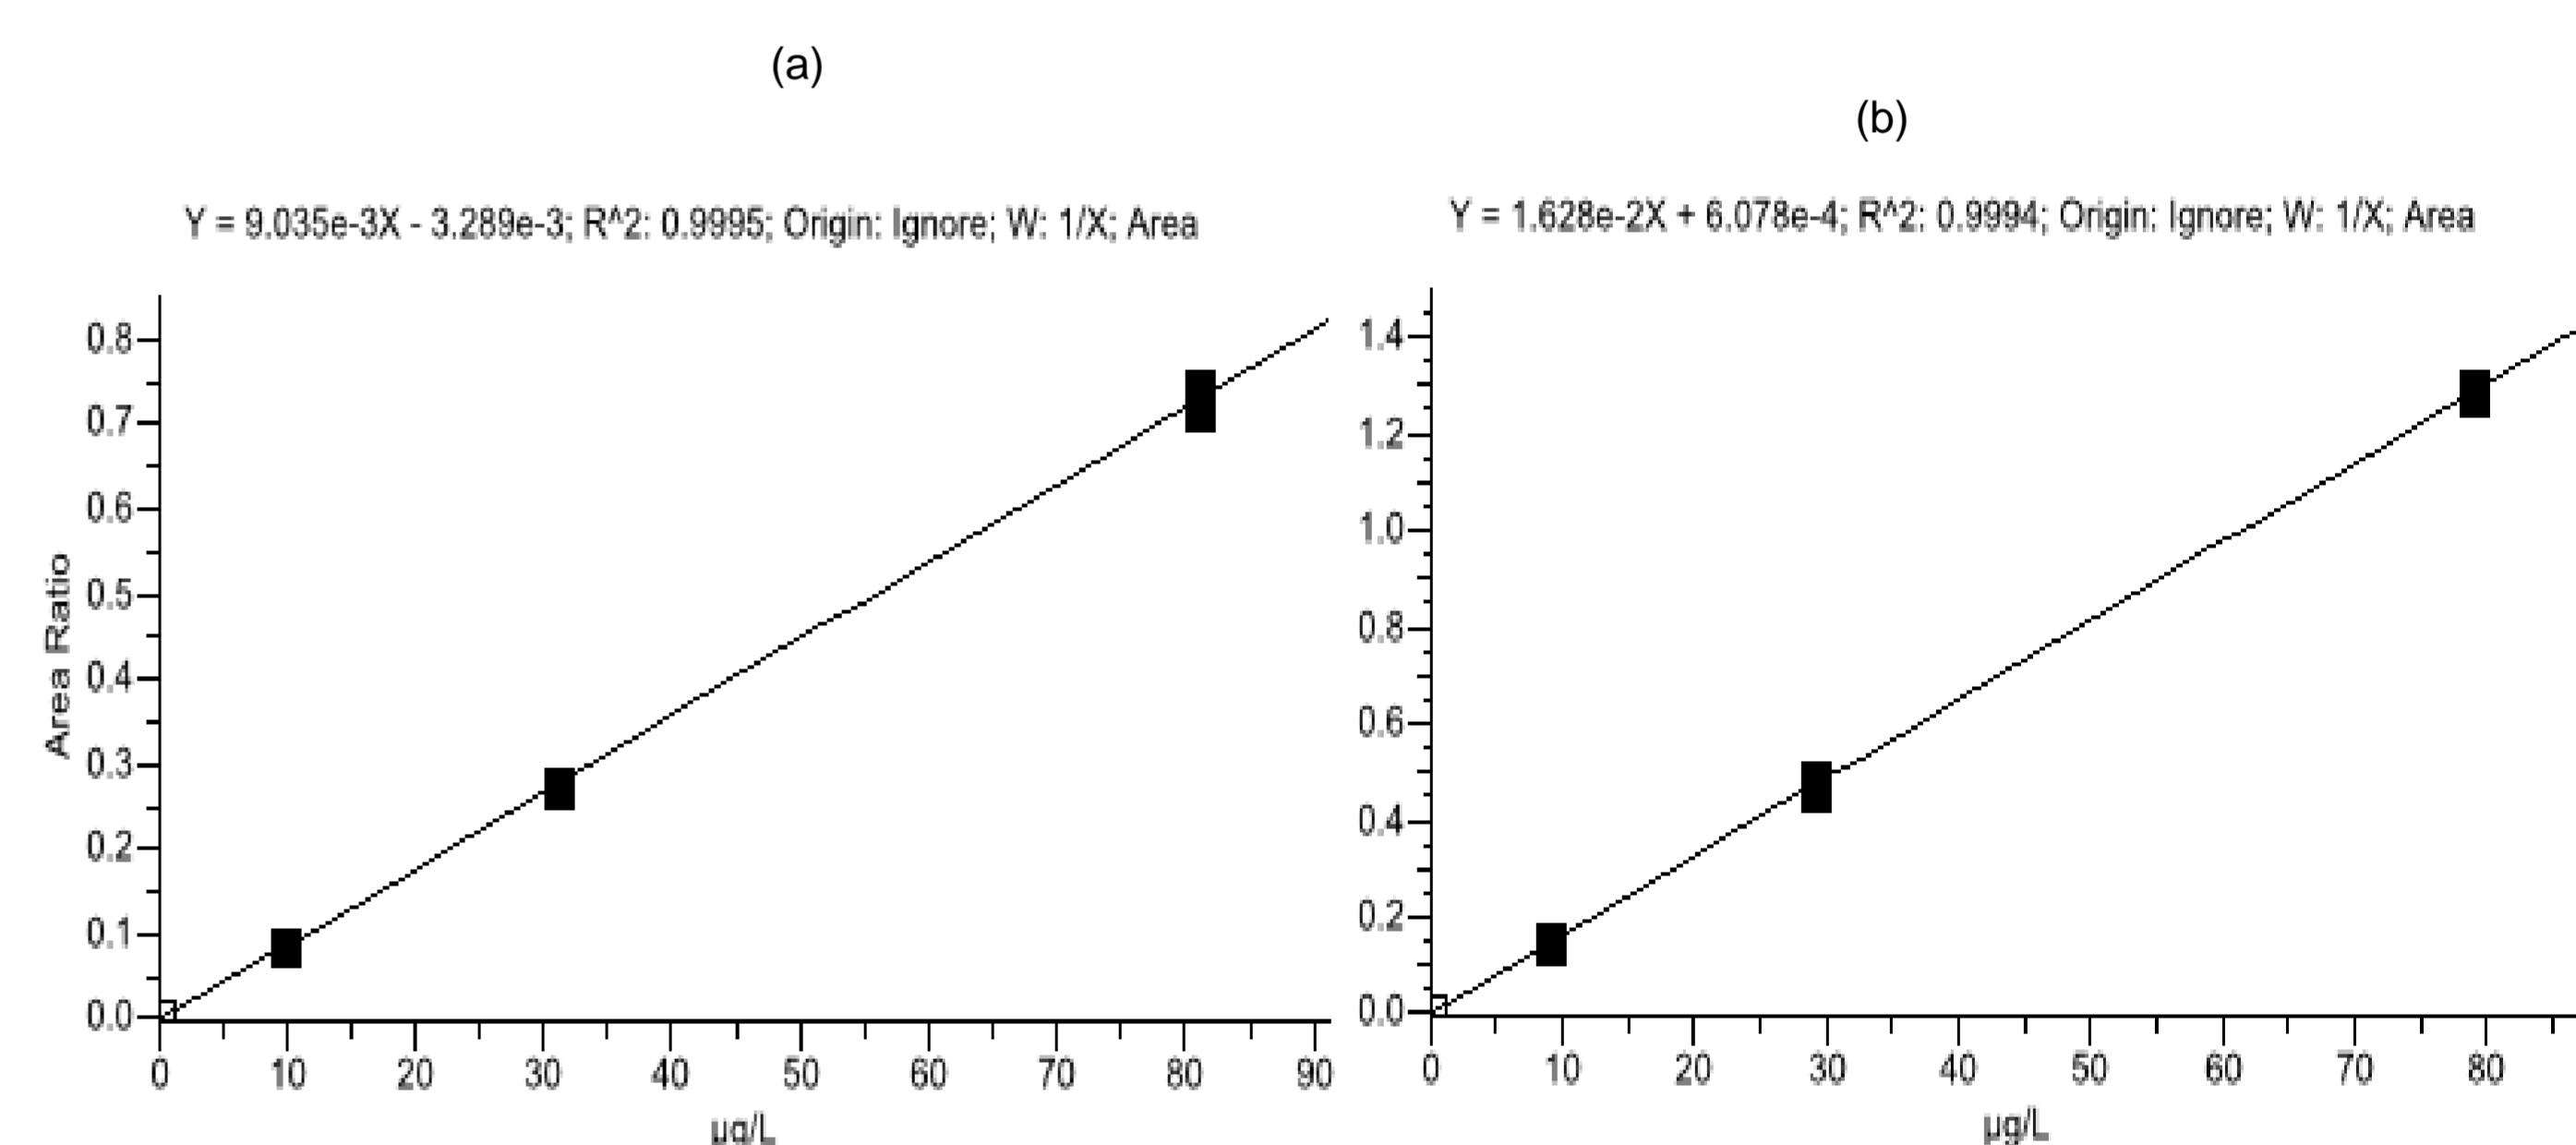 (a)
(b)
Y = 9.035e-3X - 3.289e-3; R^2: 0.9995; Origin: Ignore; W: 1/X; Area
Y = 1.628e-2X + 6.078e-4; R^2: 0.9994; Origin: Ignore; W: 1/X; Area
Area Ratio
0.8
0.7
0.6
0.5
0.4
0.3
0.2
0.1
0.0
0 10 20 30 40 50 60 70 80 90
µg/L
1.4
1.2
1.0
0.8
0.6
0.4
0.2
0.0
0 10 20 30 40 50 60 70 80
µg/L